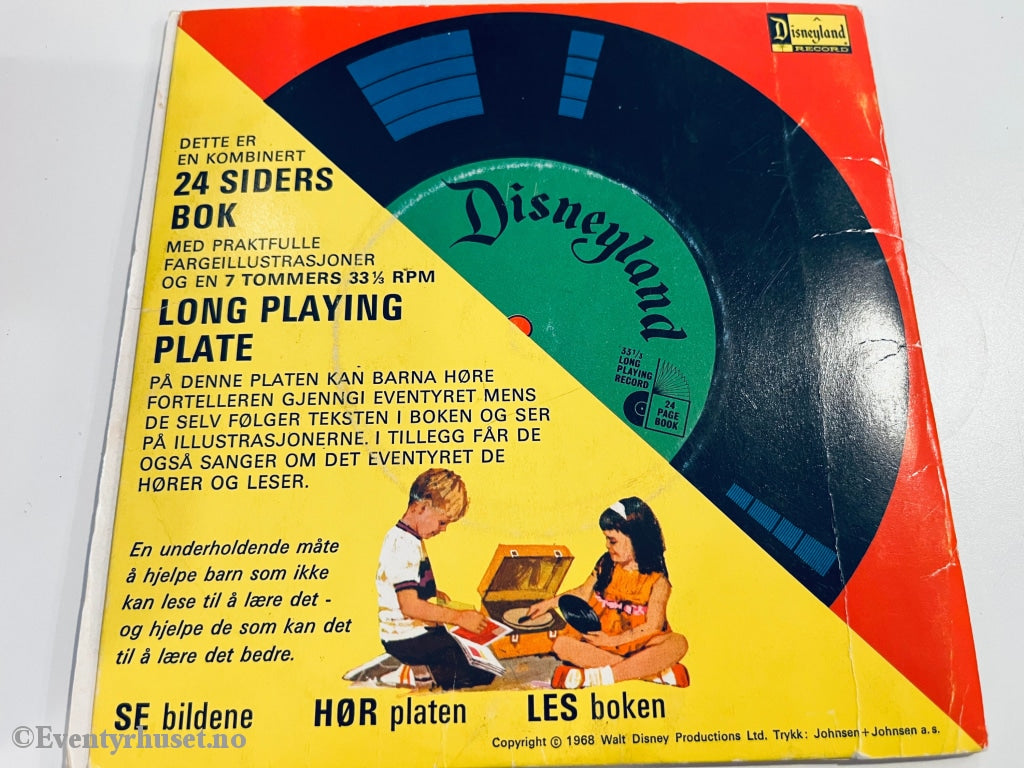 Disneyland
RECORD
DETTE ER
EN KOMBINERT
24 SIDERS
BOK
MED PRAKTFULLE
FARGEILLUSTRASJONER
OG EN 7 TOMMERS 33 1/3 RPM
LONG PLAYING
PLATE
PÅ DENNE PLATEN KAN BARNA HØRE
FORTELLEREN GJENNGI EVENTYRET MENS
DE SELV FØLGER TEKSTEN I BOKEN OG SER
PÅ ILLUSTRASJONERNE. I TILLEGG FÅR DE
OGSÅ SANGER OM DET EVENTYRET DE
HØRER OG LESER.
Disneyland
33 1/3
LONG
PLAYING
RECORD
24
PAGE
BOOK
En underholdende måte
å hjelpe barn som ikke
kan lese til å lære det -
og hjelpe de som kan det
til å lære det bedre.
SE bildene HØR platen LES boken
Copyright © 1968 Walt Disney Productions Ltd. Trykk: Johnsen+Johnsen a.s.
©Eventyrhuset.no